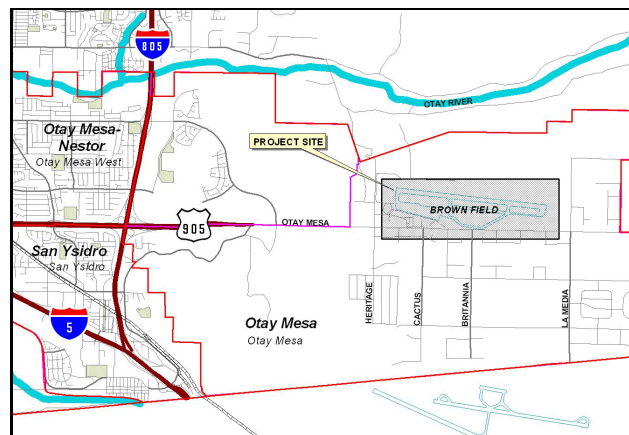 805
OTAY RIVER
Otay Mesa-
Nestor
Otay Mesa West
PROJECT SITE
BROWN FIELD
OTAY MESA
905
San Ysidro
San Ysidro
HERITAGE
CACTUS
BRITANNIA
LA MEDIA
5
Otay Mesa
Otay Mesa